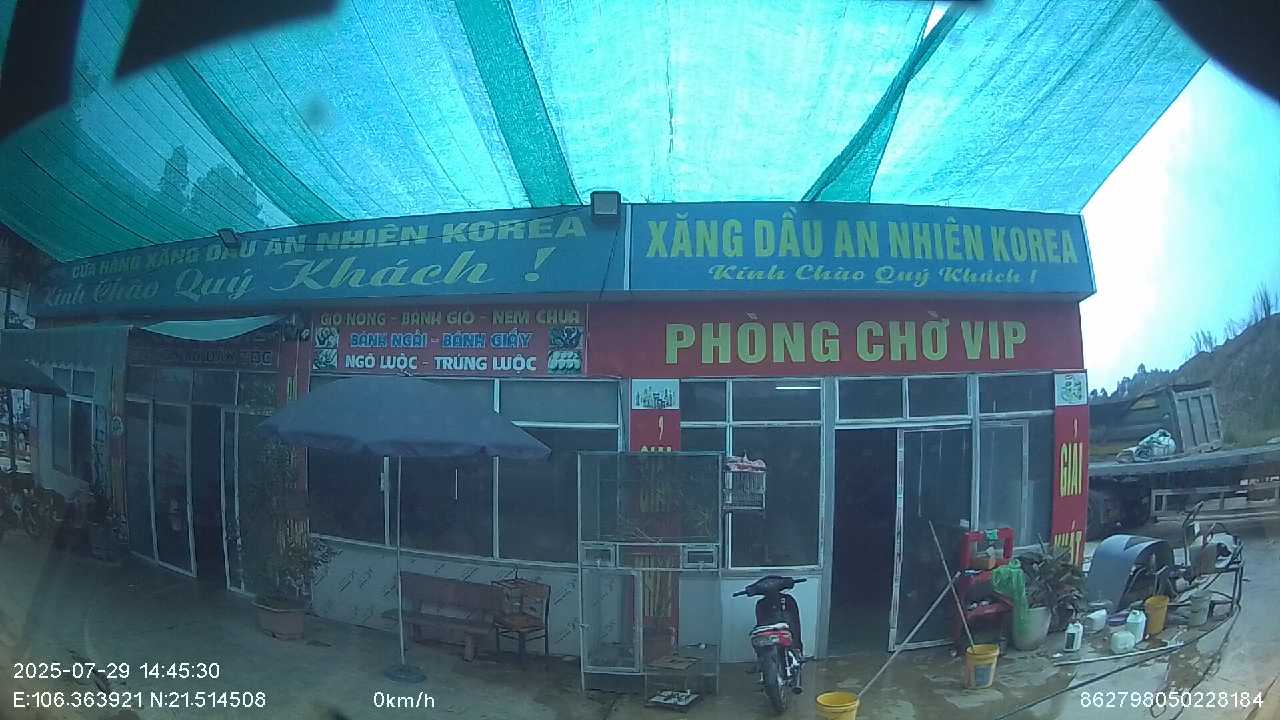 CỬA HÀNG XĂNG DẦU AN NHIÊN KOREA
Kính Chào Quý Khách !
XĂNG DẦU AN NHIÊN KOREA
Kính Chào Quý Khách !
GIÒ NÓNG - BÁNH GIÒ - NEM CHUA
BÁNH NGẢI - BÁNH GIẦY
NGÔ LUỘC - TRỨNG LUỘC
PHÒNG CHỜ VIP
GIẢI
KHÁT
2025-07-29 14:45:30
E:106.363921 N:21.514508
0km/h
862798050228184